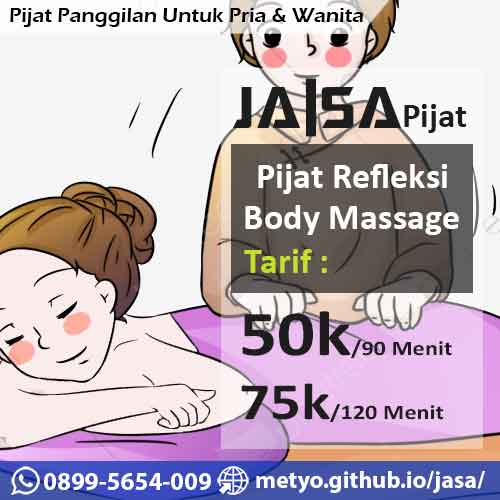 Pijat Panggilan Untuk Pria & Wanita
JASA Pijat
Pijat Refleksi
Body Massage
Tarif :
50k/90 Menit
75k/120 Menit
0899-5654-009 metyo.github.io/jasa/